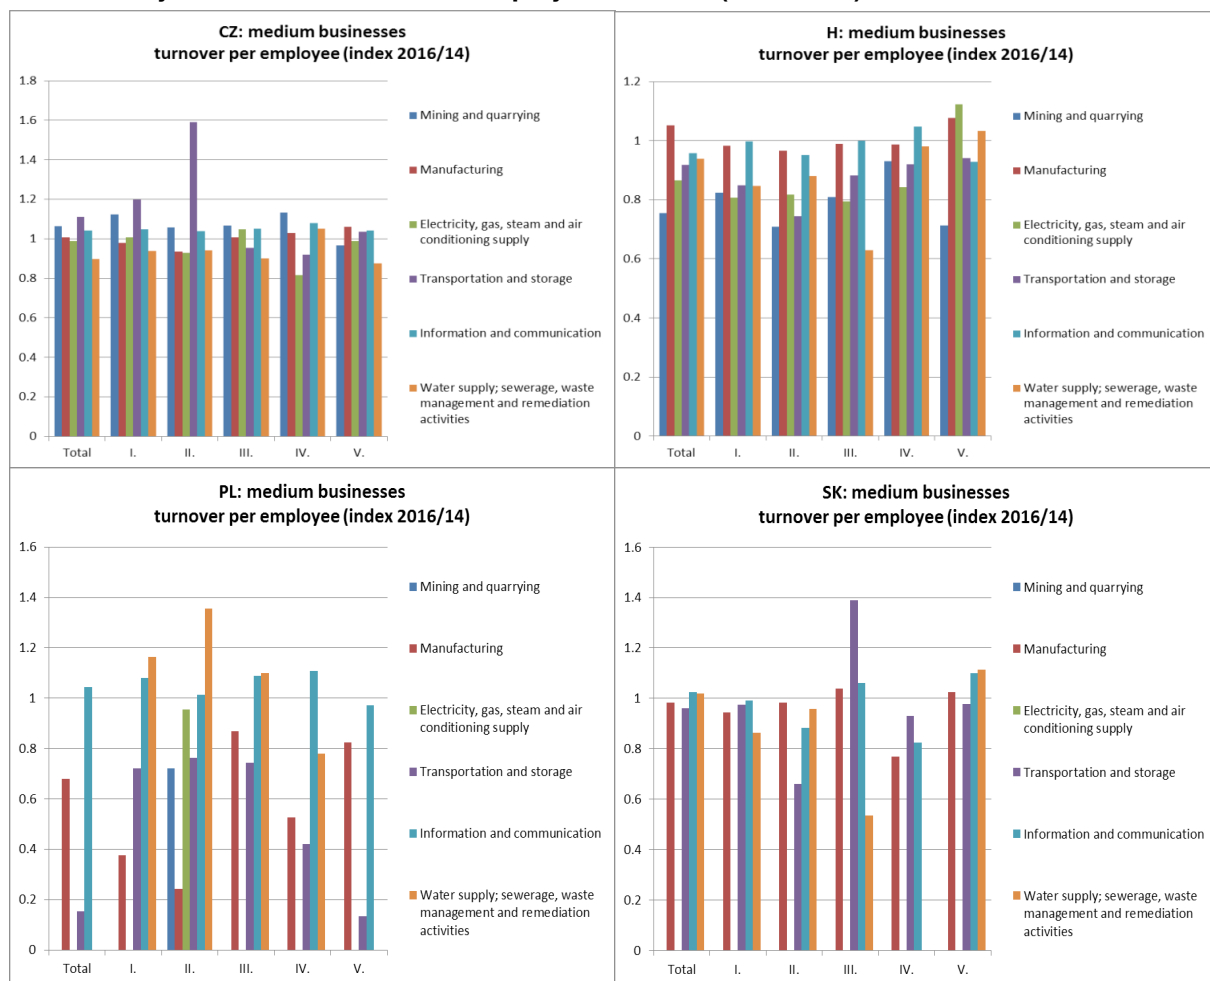 CZ: medium businesses
turnover per employee (index 2016/14)
1.8
1.6
1.4
1.2
1
0.8
0.6
0.4
0.2
0
Total I. II. III. IV. V.
Mining and quarrying
Manufacturing
Electricity, gas, steam and air
conditioning supply
Transportation and storage
Information and communication
Water supply; sewerage, waste
management and remediation
activities
H: medium businesses
turnover per employee (index 2016/14)
1.2
1
0.8
0.6
0.4
0.2
0
Total I. II. III. IV. V.
Mining and quarrying
Manufacturing
Electricity, gas, steam and air
conditioning supply
Transportation and storage
Information and communication
Water supply; sewerage, waste
management and remediation
activities
PL: medium businesses
turnover per employee (index 2016/14)
1.6
1.4
1.2
1
0.8
0.6
0.4
0.2
0
Total I. II. III. IV. V.
Mining and quarrying
Manufacturing
Electricity, gas, steam and air
conditioning supply
Transportation and storage
Information and communication
Water supply; sewerage, waste
management and remediation
activities
SK: medium businesses
turnover per employee (index 2016/14)
1.6
1.4
1.2
1
0.8
0.6
0.4
0.2
0
Total I. II. III. IV. V.
Mining and quarrying
Manufacturing
Electricity, gas, steam and air
conditioning supply
Transportation and storage
Information and communication
Water supply; sewerage, waste
management and remediation
activities